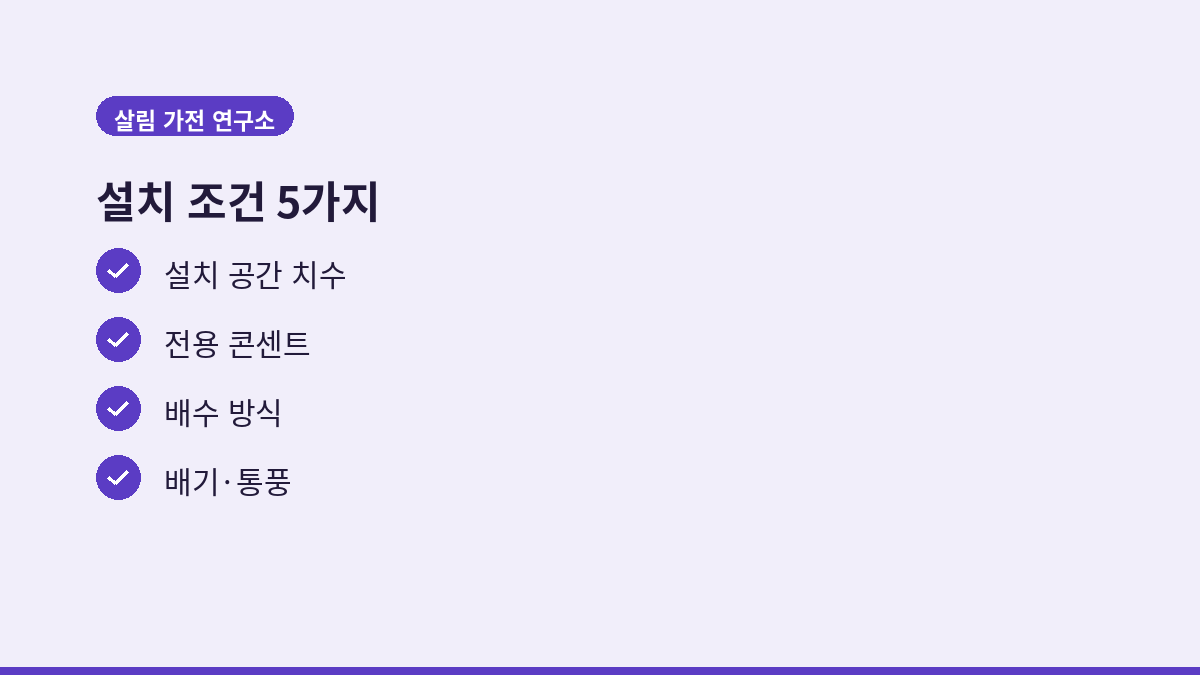 살림 가전 연구소
설치 조건 5가지
설치 공간 치수
전용 콘센트
배수 방식
배기·통풍